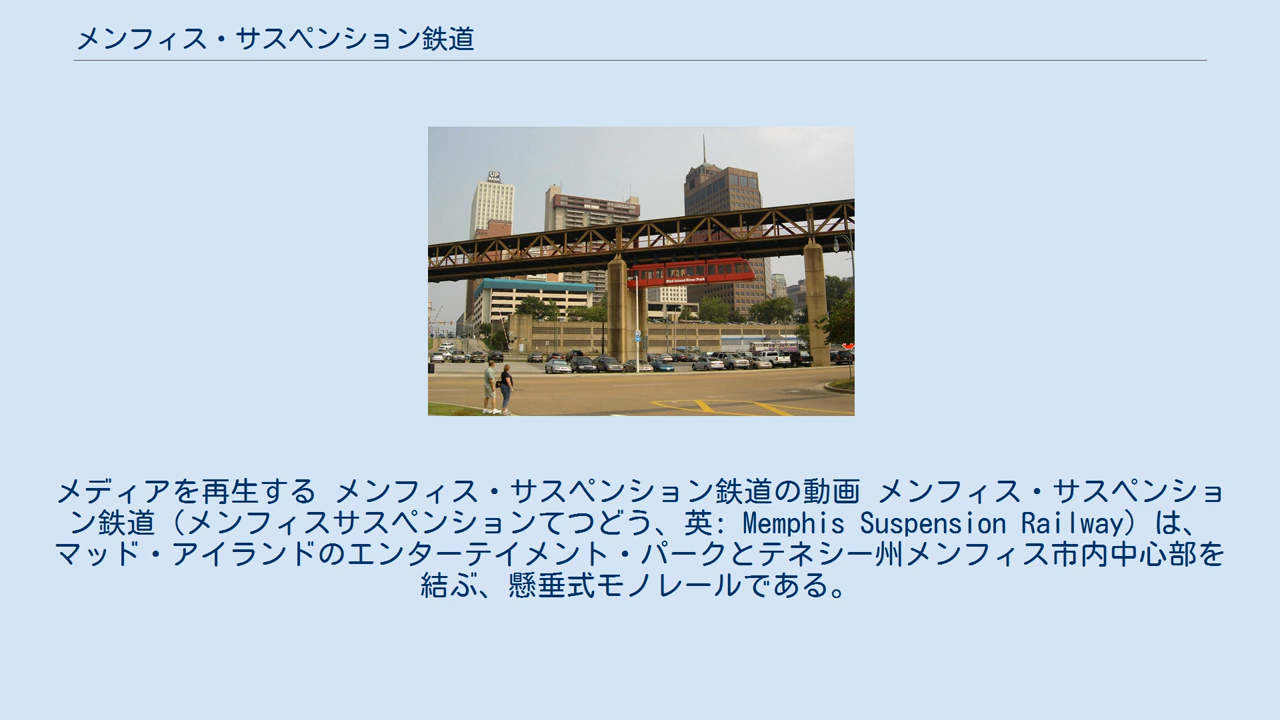 メンフィス・サスペンション鉄道
UP
BANK
Mud Island River Park
メディアを再生する メンフィス・サスペンション鉄道の動画 メンフィス・サスペンショ
ン鉄道（メンフィスサスペンションてつどう、英: Memphis Suspension Railway）は、
マッド・アイランドのエンターテイメント・パークとテネシー州メンフィス市内中心部を
結ぶ、懸垂式モノレールである。